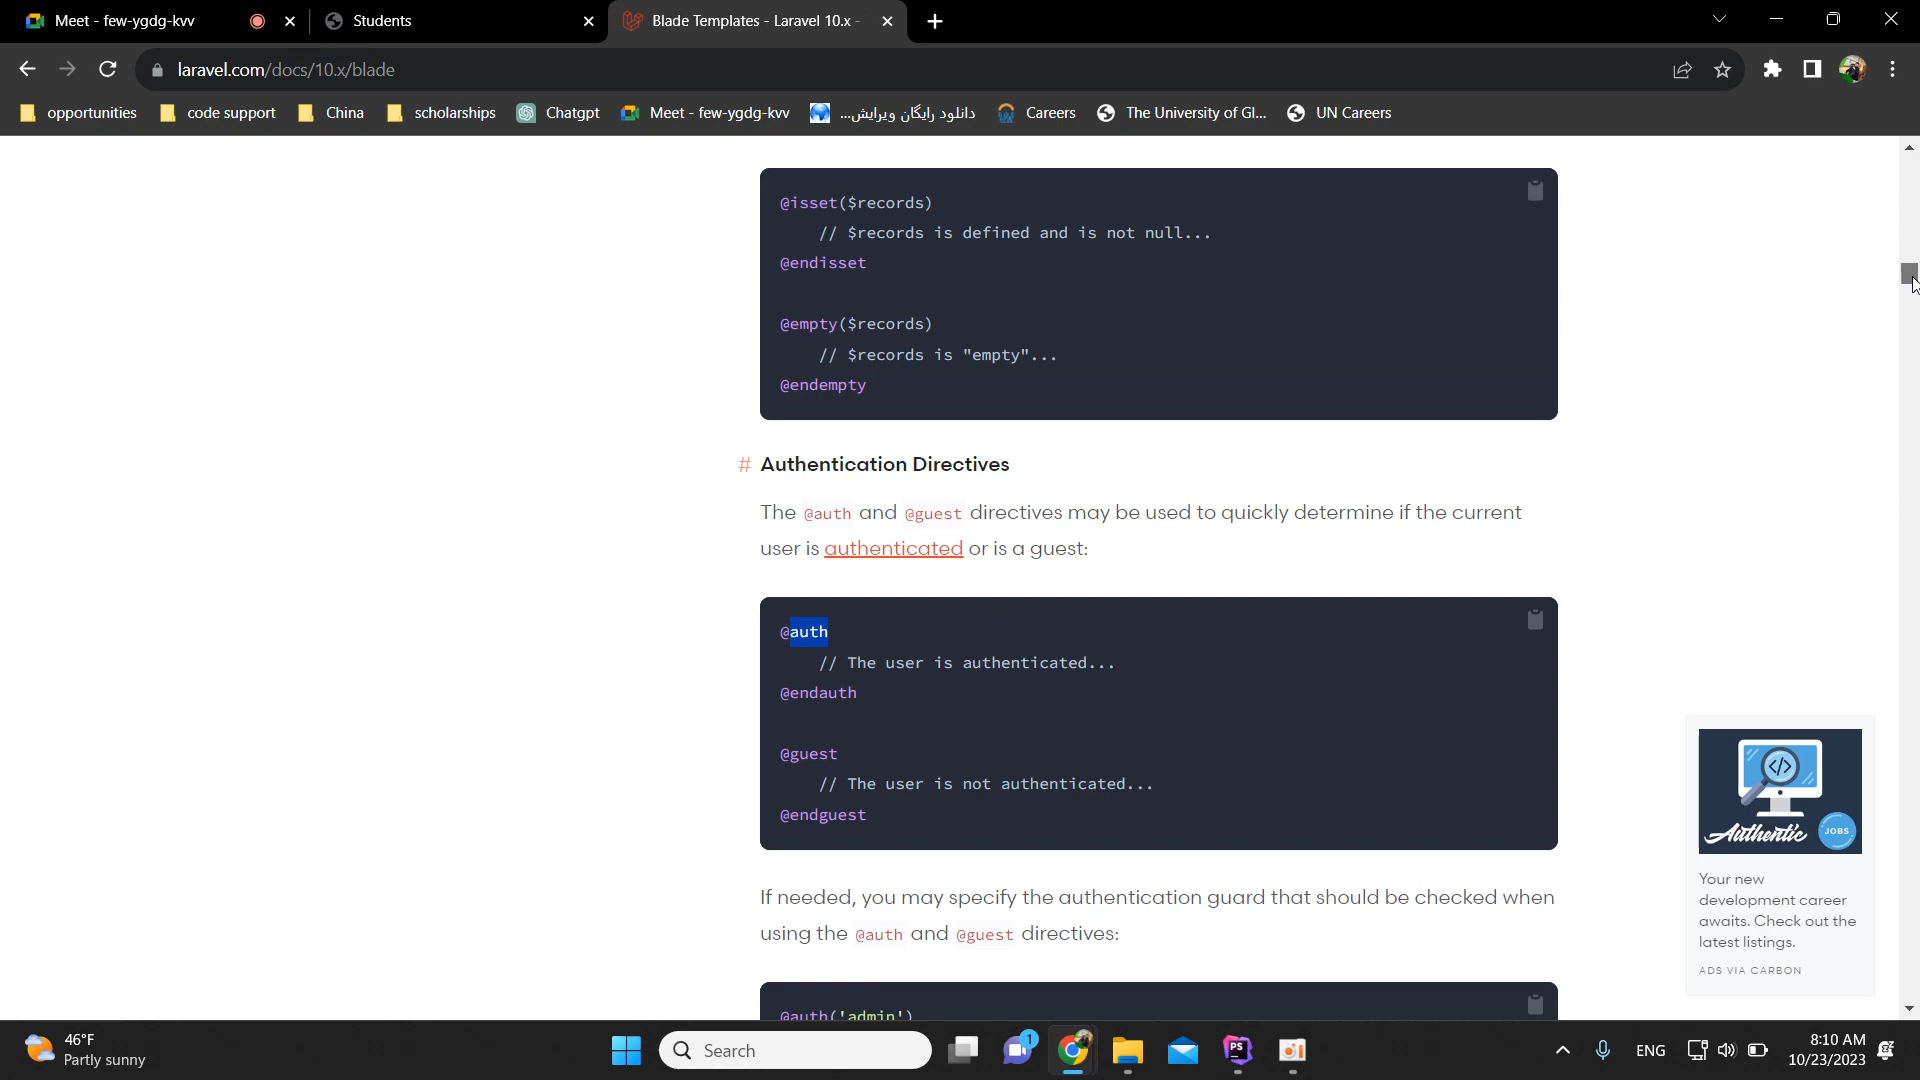 Meet - few-ygdg-kvv
Students
Blade Templates - Laravel 10.x -
laravel.com/docs/10.x/blade
opportunities
code support
China
scholarships
Chatgpt
Meet - few-ygdg-kvv
دانلود رایگان ویرایش...
Careers
The University of Gl...
UN Careers
@isset($records)
// $records is defined and is not null...
@endisset
@empty($records)
// $records is "empty"...
@endempty
# Authentication Directives
The @auth and @guest directives may be used to quickly determine if the current
user is authenticated or is a guest:
@auth
// The user is authenticated...
@endauth
@guest
// The user is not authenticated...
@endguest
If needed, you may specify the authentication guard that should be checked when
using the @auth and @guest directives:
@auth('admin')
Authentic JOBS
Your new
development career
awaits. Check out the
latest listings.
ADS VIA CARBON
46°F
Partly sunny
Search
1
PS
ENG
8:10 AM
10/23/2023